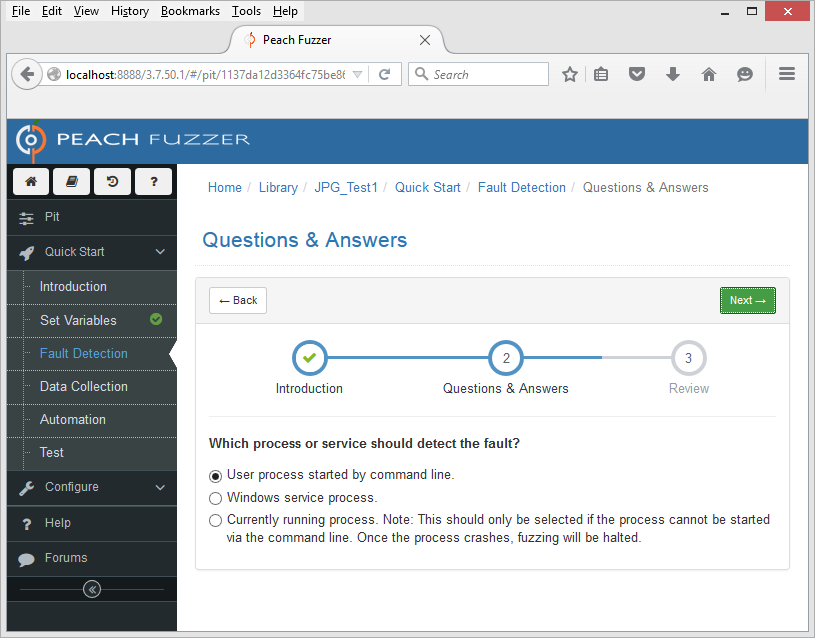 File Edit View History Bookmarks Tools Help
Peach Fuzzer
localhost:8888/3.7.50.1/#/pit/1137da12d3364fc75be86
Search
PEACH FUZZER
?
Home / Library / JPG_Test1 / Quick Start / Fault Detection / Questions & Answers
Pit
Quick Start
Introduction
Set Variables
Fault Detection
Data Collection
Automation
Test
Configure
? Help
Forums
Questions & Answers
← Back
Next →
2
3
Introduction
Questions & Answers
Review
Which process or service should detect the fault?
User process started by command line.
Windows service process.
Currently running process. Note: This should only be selected if the process cannot be started
via the command line. Once the process crashes, fuzzing will be halted.